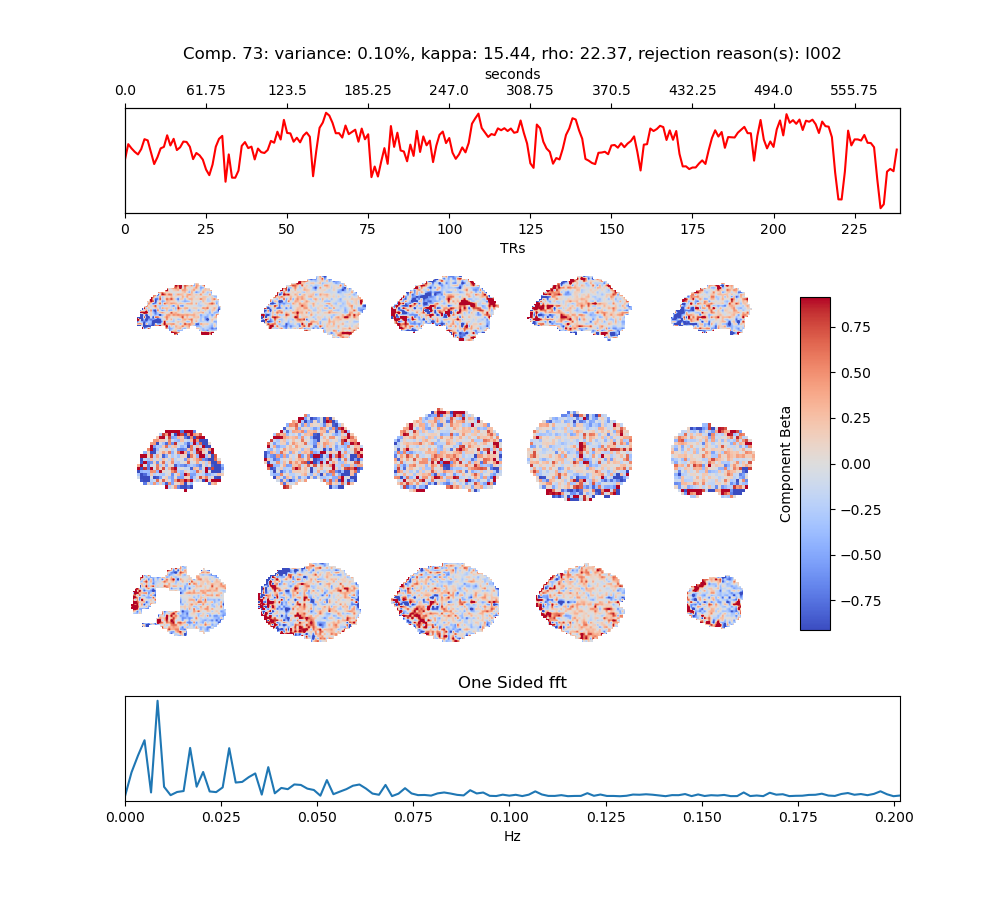 Comp. 73: variance: 0.10%, kappa: 15.44, rho: 22.37, rejection reason(s): I002
seconds
0.0 61.75 123.5 185.25 247.0 308.75 370.5 432.25 494.0 555.75
0 25 50 75 100 125 150 175 200 225
TRs
0.75
0.50
0.25
0.00
−0.25
−0.50
−0.75
Component Beta
One Sided fft
0.000 0.025 0.050 0.075 0.100 0.125 0.150 0.175 0.200
Hz